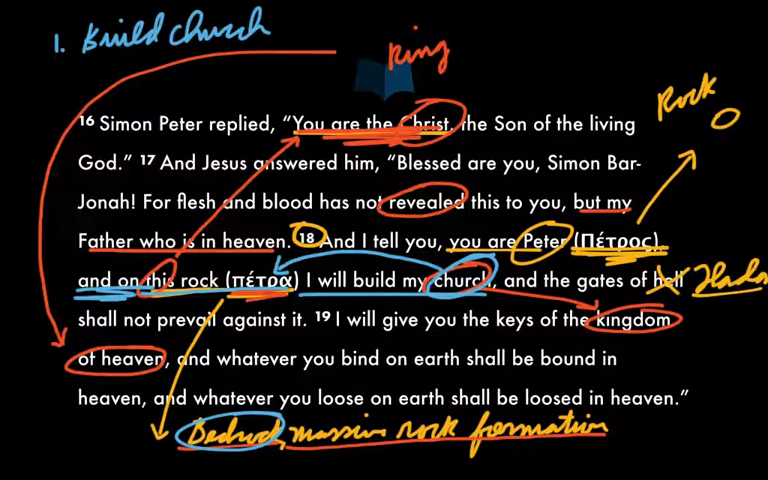 1. Build church
King
Rock
16 Simon Peter replied, “You are the Christ, the Son of the living
God.” 17 And Jesus answered him, “Blessed are you, Simon Bar-
Jonah! For flesh and blood has not revealed this to you, but my
Father who is in heaven. 18 And I tell you, you are Peter (Πέτρος),
and on this rock (πέτρα) I will build my church, and the gates of hell
shall not prevail against it. 19 I will give you the keys of the kingdom
of heaven, and whatever you bind on earth shall be bound in
heaven, and whatever you loose on earth shall be loosed in heaven.”
Bedrock, massive rock formation